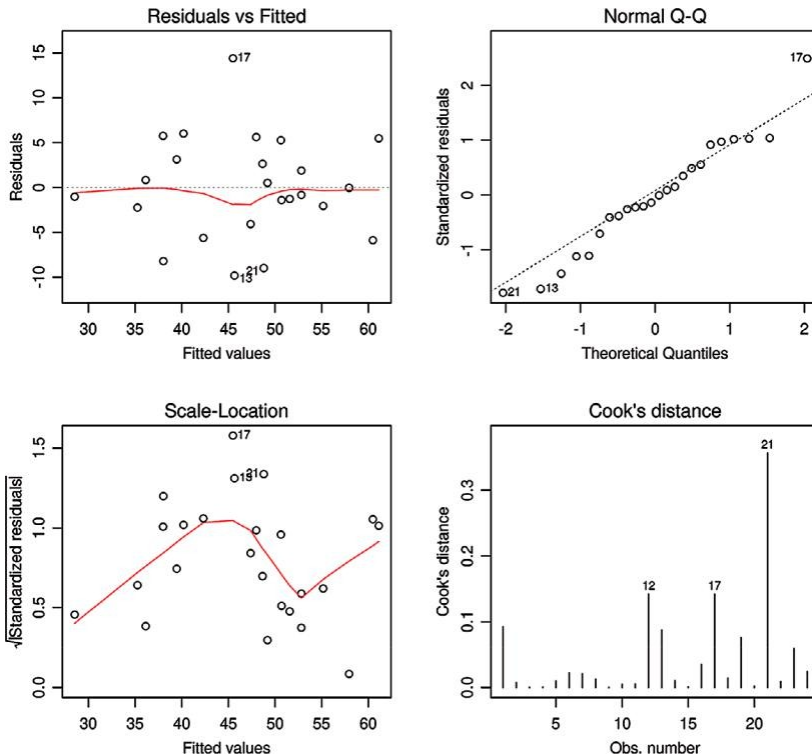 Residuals vs Fitted
Residuals
15
10
5
0
-5
-10
17
21
13
30 35 40 45 50 55 60
Fitted values
Normal Q-Q
Standardized residuals
2
1
0
-1
17
21
13
-2 -1 0 1 2
Theoretical Quantiles
Scale-Location
√|Standardized residuals|
1.5
1.0
0.5
0.0
17
13
21
30 35 40 45 50 55 60
Fitted values
Cook's distance
Cook's distance
0.3
0.2
0.1
0.0
21
12
17
5 10 15 20
Obs. number